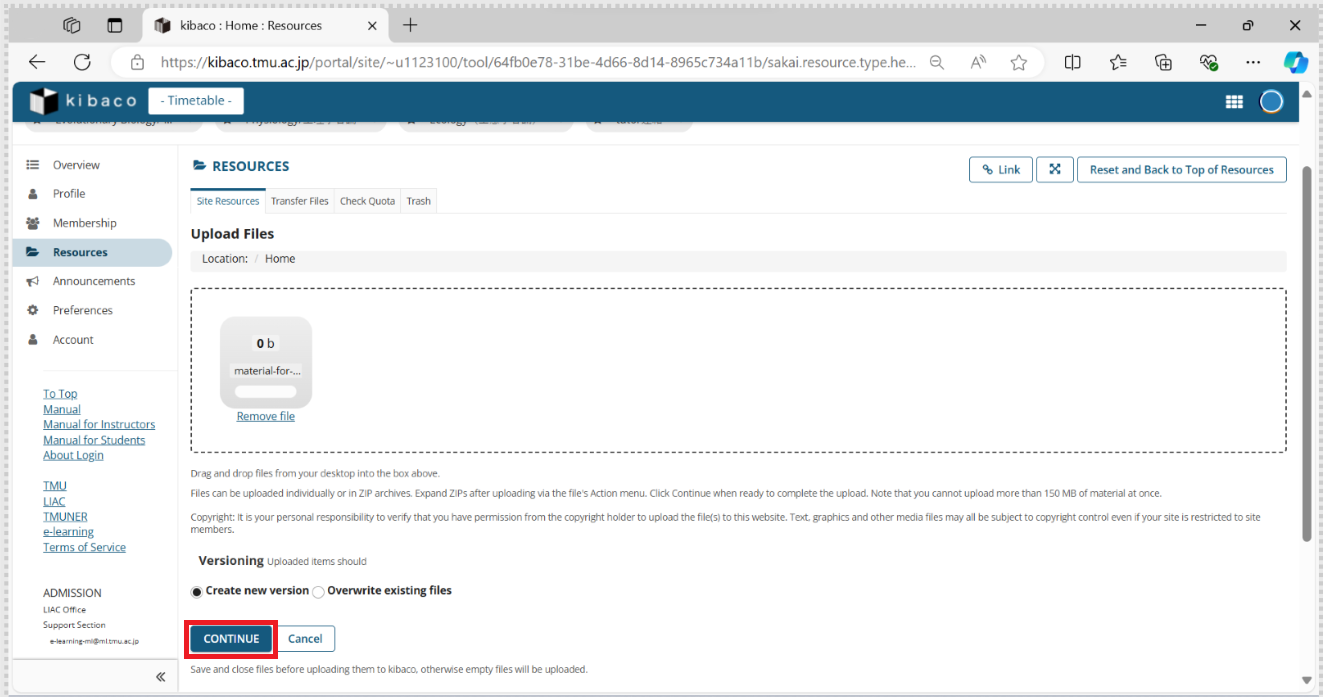 kibaco : Home : Resources
https://kibaco.tmu.ac.jp/portal/site/~u1123100/tool/64fb0e78-31be-4d66-8d14-8965c734a11b/sakai.resource.type.he...
kibaco
- Timetable -
Overview
Profile
Membership
Resources
Announcements
Preferences
Account
To Top
Manual
Manual for Instructors
Manual for Students
About Login
TMU
LIAC
TMUNER
e-learning
Terms of Service
ADMISSION
LIAC Office
Support Section
e-learning-ml@ml.tmu.ac.jp
RESOURCES
Link
Reset and Back to Top of Resources
Site Resources
Transfer Files
Check Quota
Trash
Upload Files
Location: / Home
0 b
material-for-...
Remove file
Drag and drop files from your desktop into the box above.
Files can be uploaded individually or in ZIP archives. Expand ZIPs after uploading via the file's Action menu. Click Continue when ready to complete the upload. Note that you cannot upload more than 150 MB of material at once.
Copyright: It is your personal responsibility to verify that you have permission from the copyright holder to upload the file(s) to this website. Text, graphics and other media files may all be subject to copyright control even if your site is restricted to site
members.
Versioning Uploaded items should
Create new version
Overwrite existing files
CONTINUE
Cancel
Save and close files before uploading them to kibaco, otherwise empty files will be uploaded.